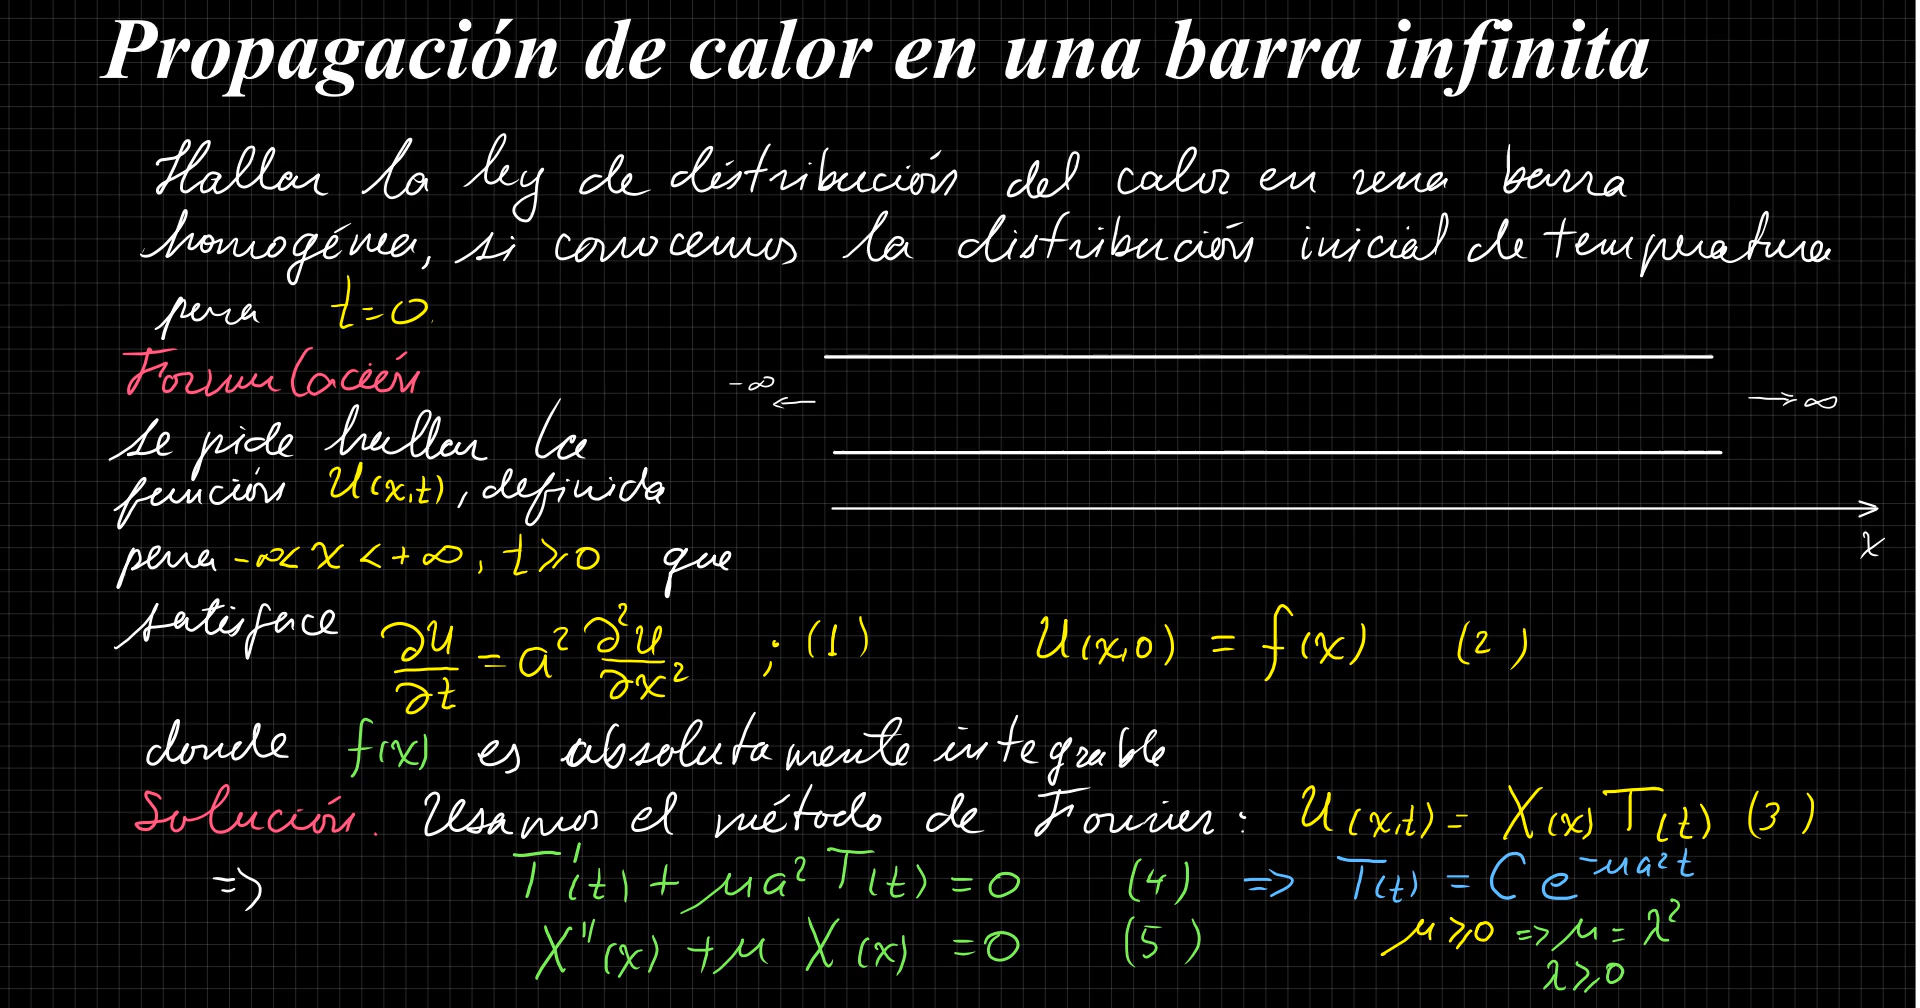 Propagación de calor en una barra infinita
Hallar la ley de distribución del calor en una barra
homogénea, si conocemos la distribución inicial de temperatura
para t=0.
Formulación
-∞ ← → ∞
se pide hallar la
función U(x,t), definida
x
para -∞< x < +∞, t ⩾ 0 que
satisface ∂u/∂t = a² ∂²u/∂x² ; (1) U(x,0) = f(x) (2)
donde f(x) es absolutamente integrable
Solución. Usamos el método de Fourier: U(x,t) = X(x)T(t) (3)
=> T'(t) + μa²T(t) = 0 (4) => T(t) = C e^{-μa²t}
X''(x) + μ X(x) = 0 (5) μ⩾0 => μ = λ²
λ⩾0